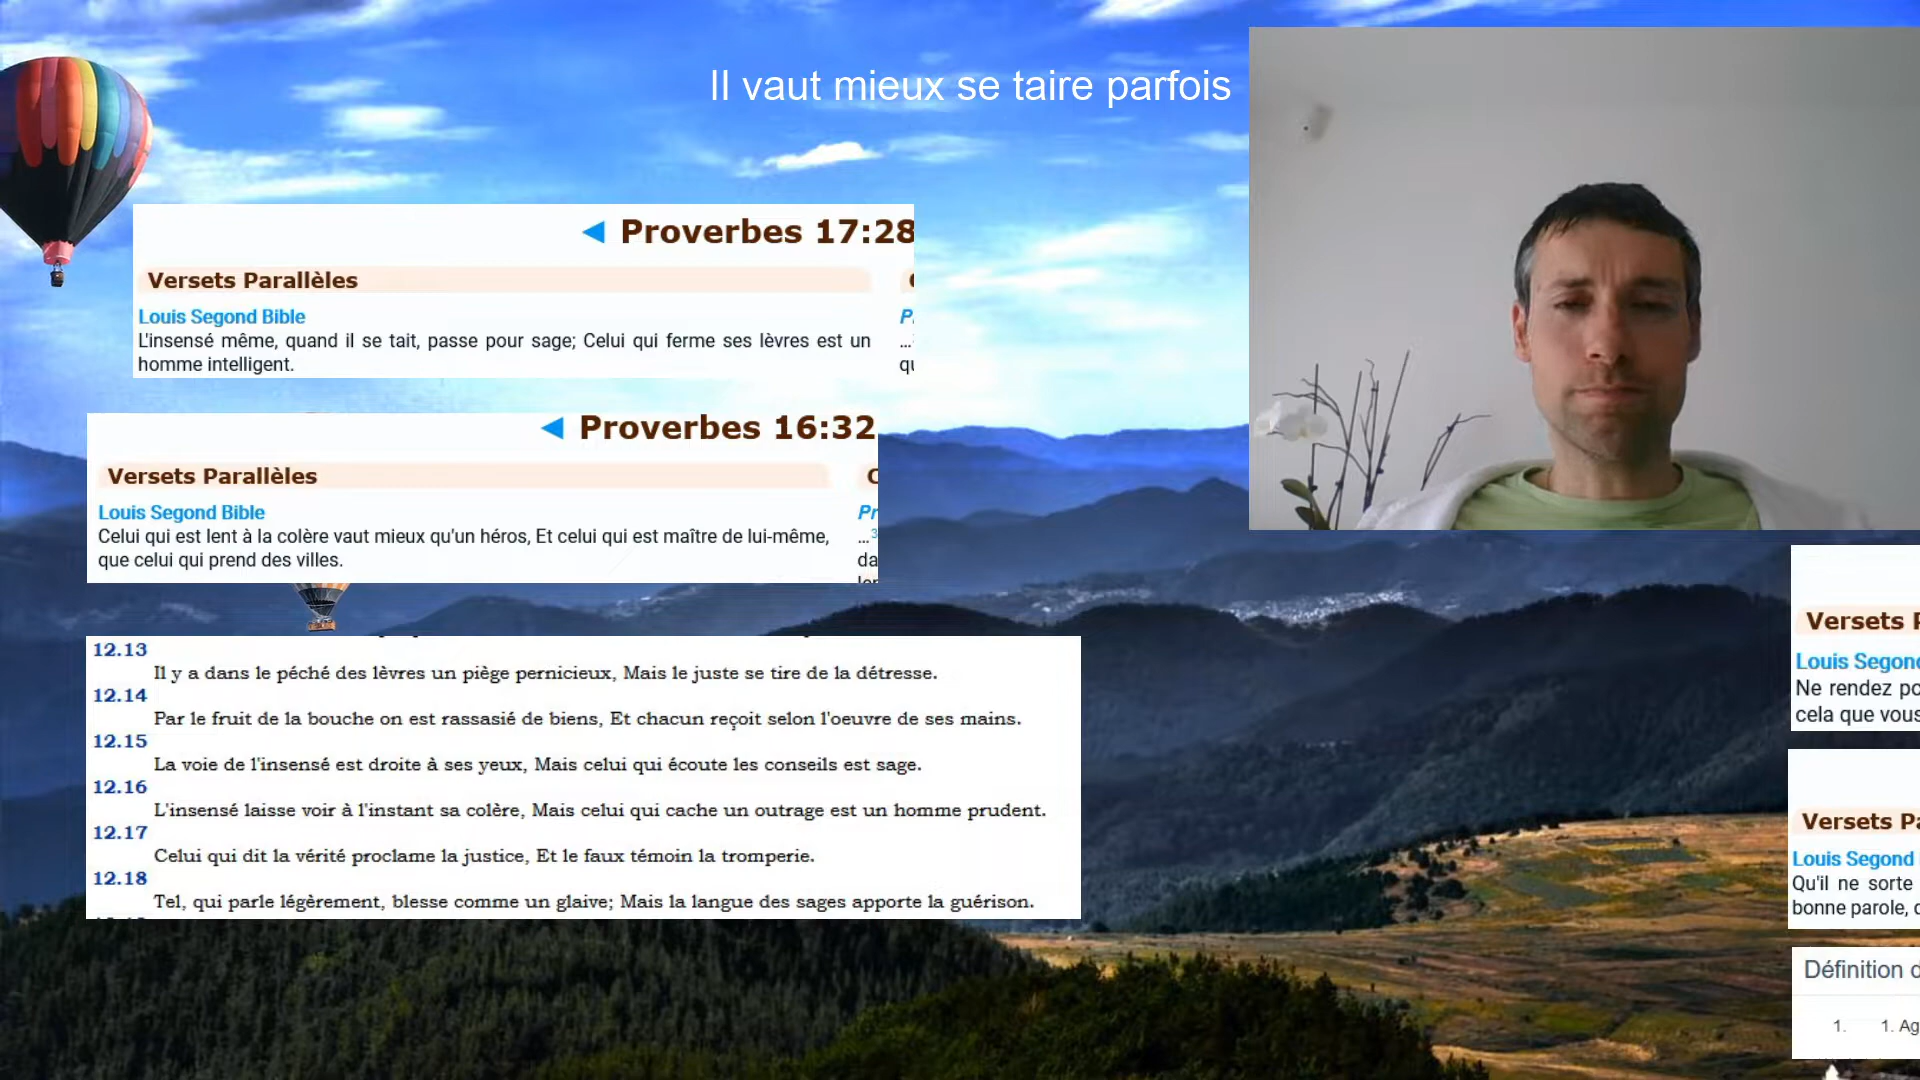 Il vaut mieux se taire parfois
◄ Proverbes 17:28
Versets Parallèles
Louis Segond Bible
L'insensé même, quand il se tait, passe pour sage; Celui qui ferme ses lèvres est un
homme intelligent.
◄ Proverbes 16:32
Versets Parallèles
Louis Segond Bible
Celui qui est lent à la colère vaut mieux qu'un héros, Et celui qui est maître de lui-même,
que celui qui prend des villes.
12.13
Il y a dans le péché des lèvres un piège pernicieux, Mais le juste se tire de la détresse.
12.14
Par le fruit de la bouche on est rassasié de biens, Et chacun reçoit selon l'oeuvre de ses mains.
12.15
La voie de l'insensé est droite à ses yeux, Mais celui qui écoute les conseils est sage.
12.16
L'insensé laisse voir à l'instant sa colère, Mais celui qui cache un outrage est un homme prudent.
12.17
Celui qui dit la vérité proclame la justice, Et le faux témoin la tromperie.
12.18
Tel, qui parle légèrement, blesse comme un glaive; Mais la langue des sages apporte la guérison.
Versets
Louis Segond
Ne rendez
cela que vous
Versets
Louis Segond
Qu'il ne sorte
bonne parole,
Définition
1. 1.